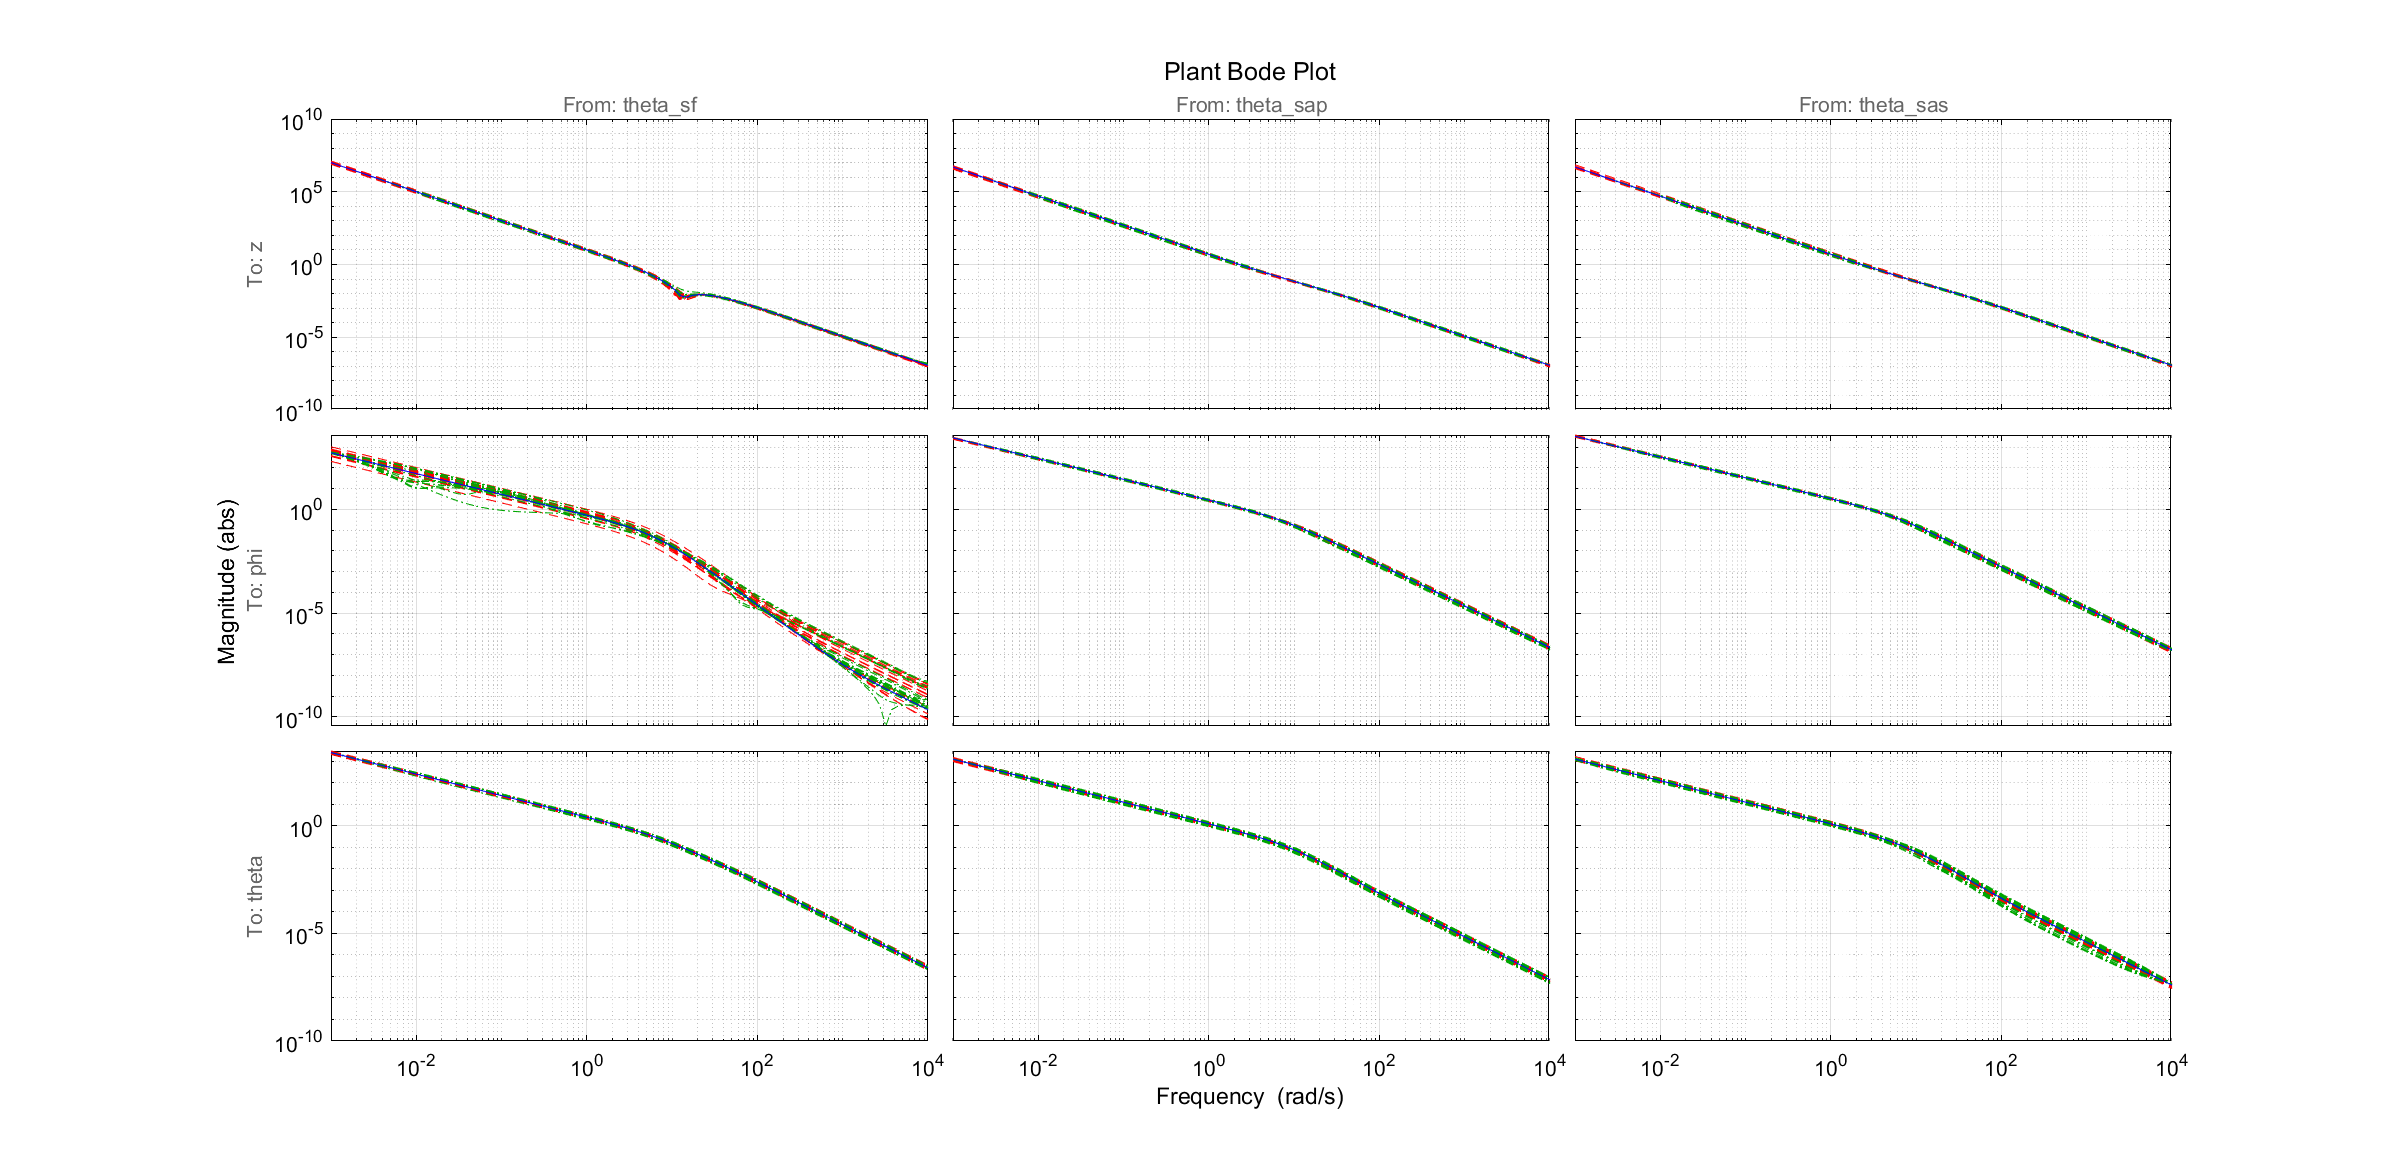 Plant Bode Plot
From: theta_sf From: theta_sap From: theta_sas
10^10
10^5
10^0
10^-5
10^-10
To: z
10^0
10^-5
10^-10
To: phi
Magnitude (abs)
10^0
10^-5
10^-10
To: theta
10^-2 10^0 10^2 10^4 10^-2 10^0 10^2 10^4 10^-2 10^0 10^2 10^4
Frequency (rad/s)